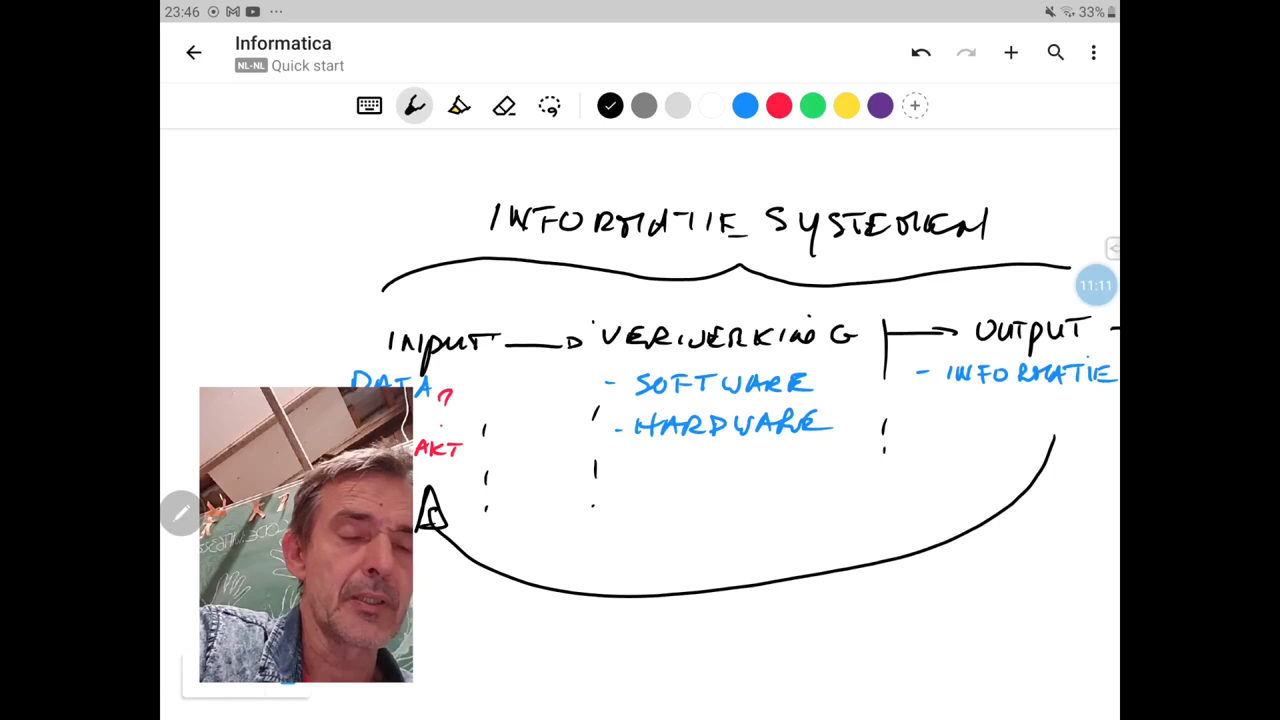 23:46
33%
Informatica
NL-NL Quick start
11:11
INFORMATIE SYSTEMEN
INPUT VERWERKING OUTPUT
DATA ? - SOFTWARE - INFORMATIE
- HARDWARE
AKT